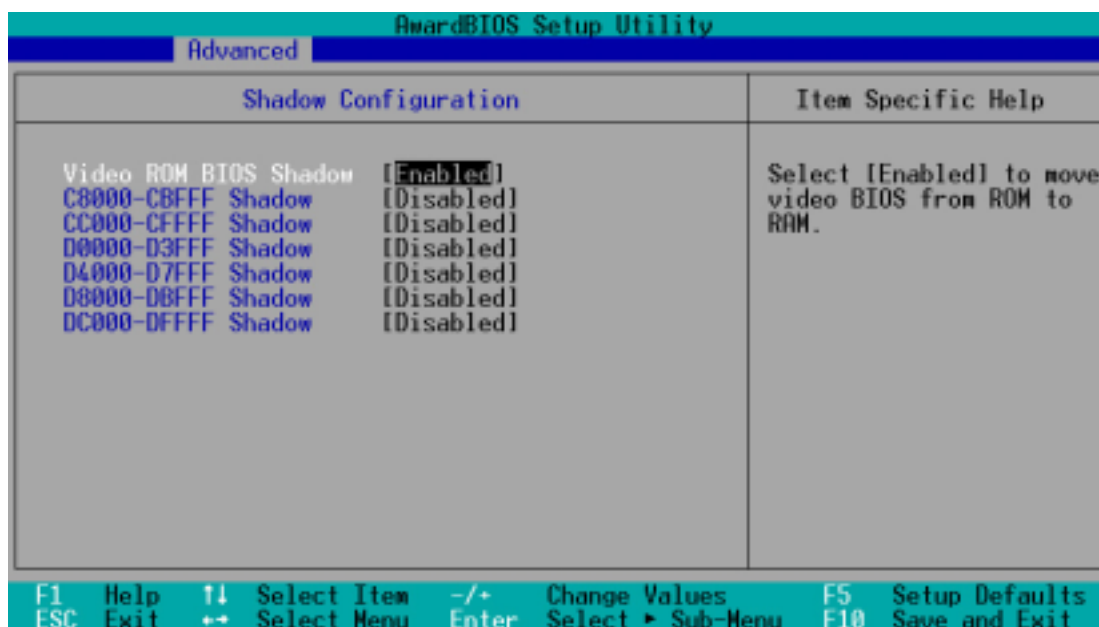 AwardBIOS Setup Utility
Advanced
Shadow Configuration
Item Specific Help
Video ROM BIOS Shadow [Enabled]
C8000-CBFFF Shadow [Disabled]
CC000-CFFFF Shadow [Disabled]
D0000-D3FFF Shadow [Disabled]
D4000-D7FFF Shadow [Disabled]
D8000-DBFFF Shadow [Disabled]
DC000-DFFFF Shadow [Disabled]
Select [Enabled] to move
video BIOS from ROM to
RAM.
F1 Help ↑↓ Select Item -/+ Change Values F5 Setup Defaults
ESC Exit ←→ Select Menu Enter Select ► Sub-Menu F10 Save and Exit